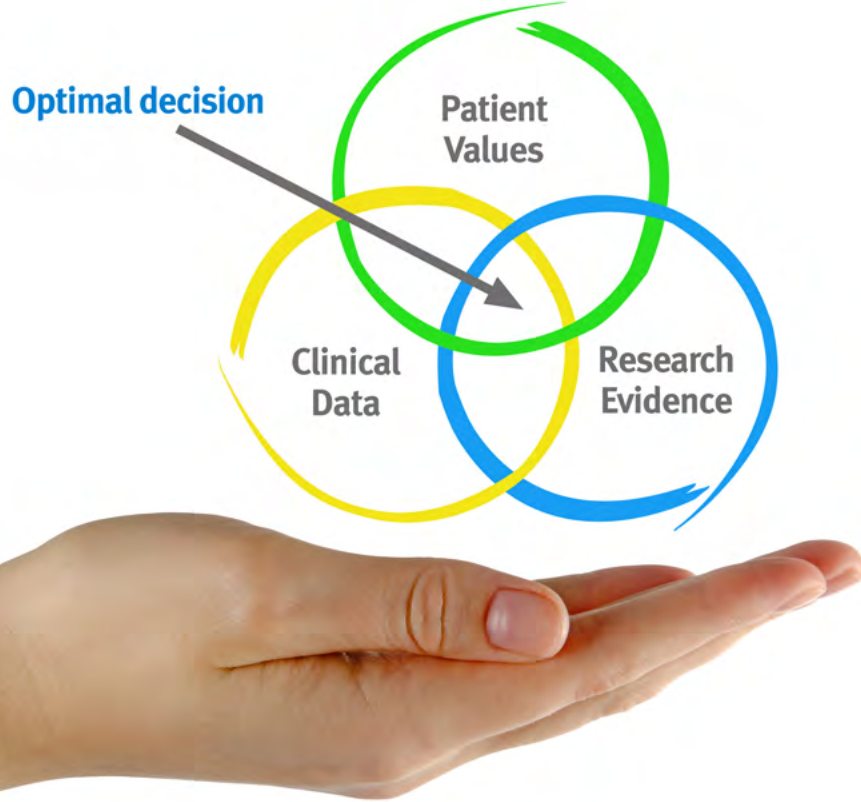 Optimal decision
Patient
Values
Clinical
Data
Research
Evidence